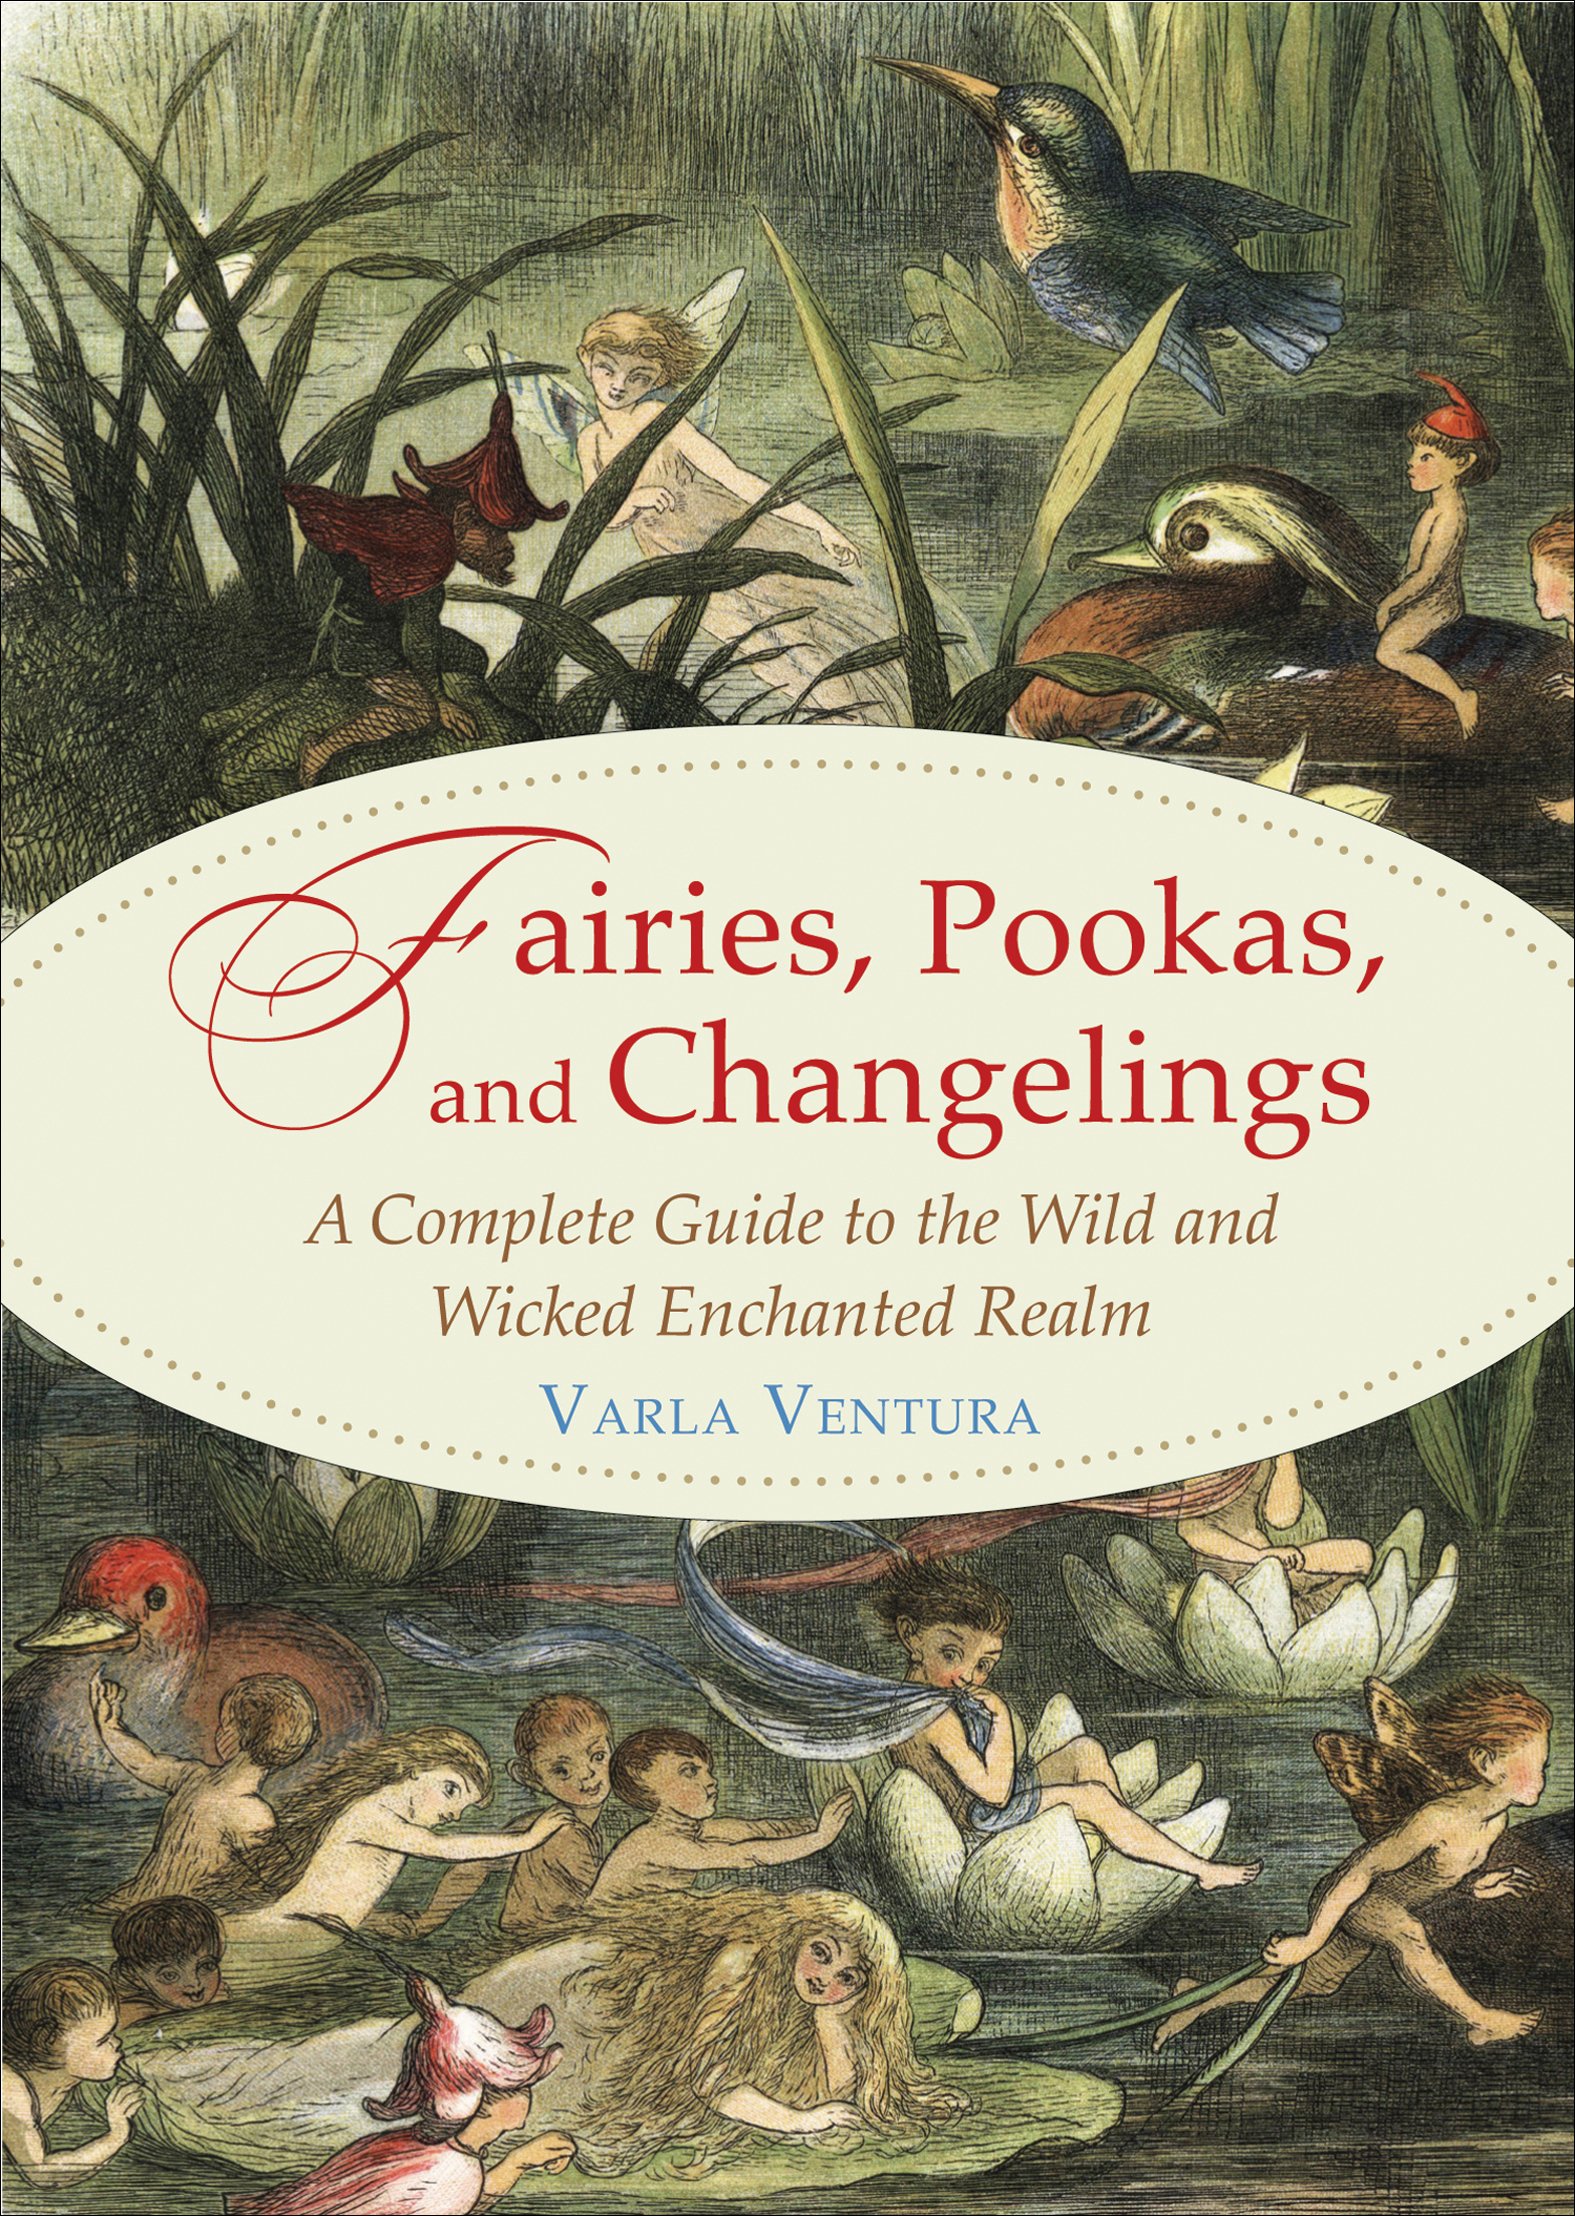 Fairies, Pookas,
and Changelings
A Complete Guide to the Wild and
Wicked Enchanted Realm
VARLA VENTURA